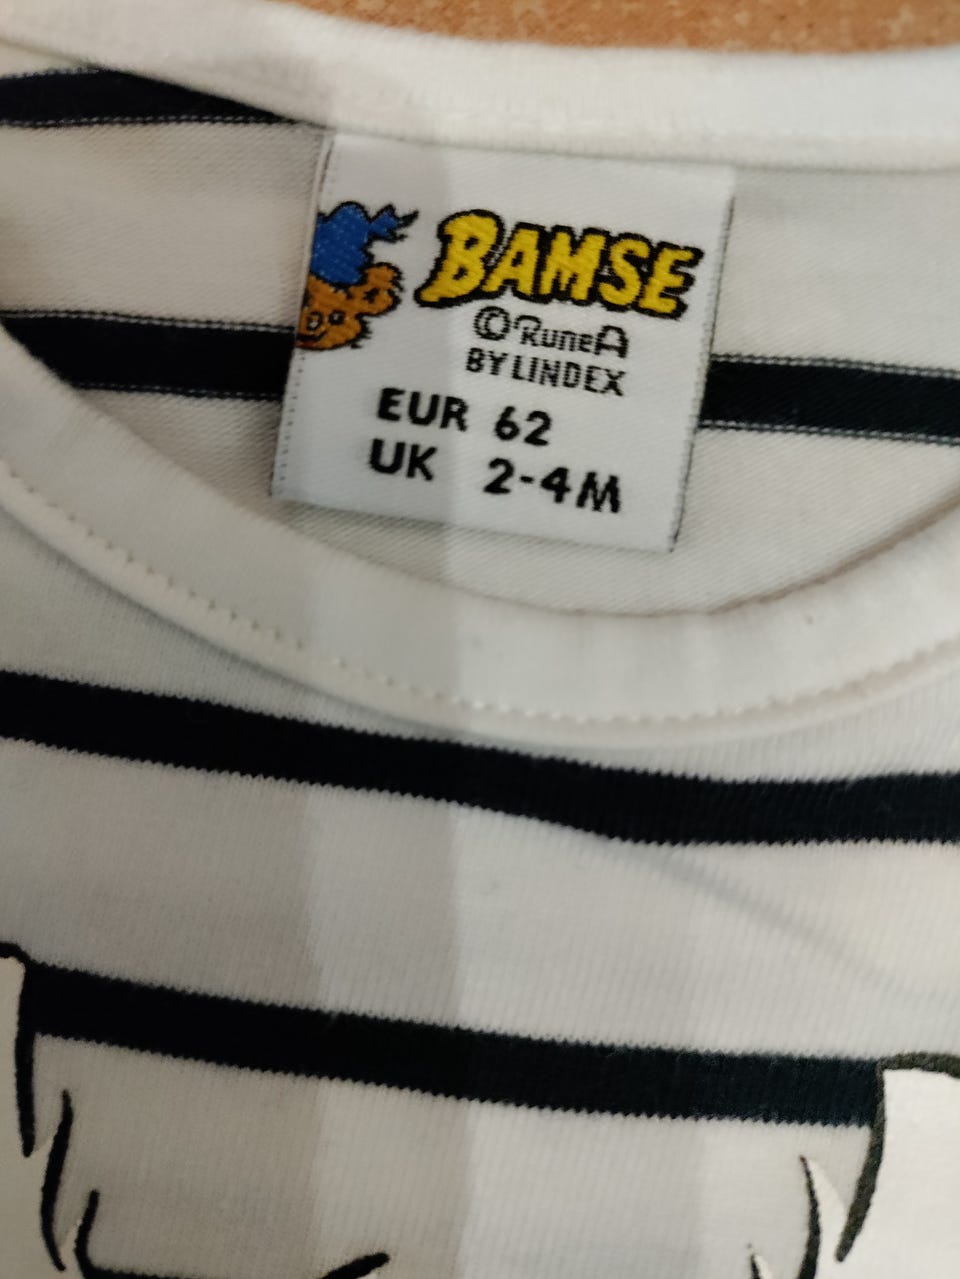 BAMSE
© RuneA
BY LINDEX
EUR 62
UK 2-4M